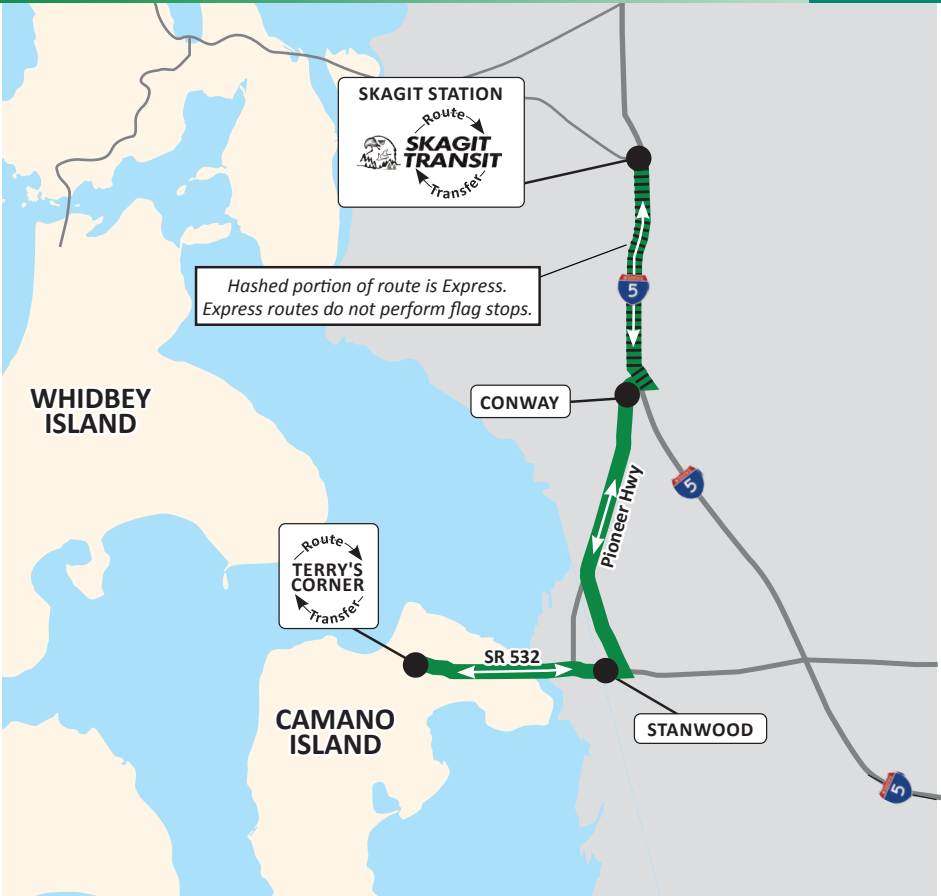 SKAGIT STATION
Route
SKAGIT
TRANSIT
Transfer
Hashed portion of route is Express.
Express routes do not perform flag stops.
5
WHIDBEY
ISLAND
CONWAY
5
Pioneer Hwy
Route
TERRY'S
CORNER
Transfer
SR 532
CAMANO
ISLAND
STANWOOD
5